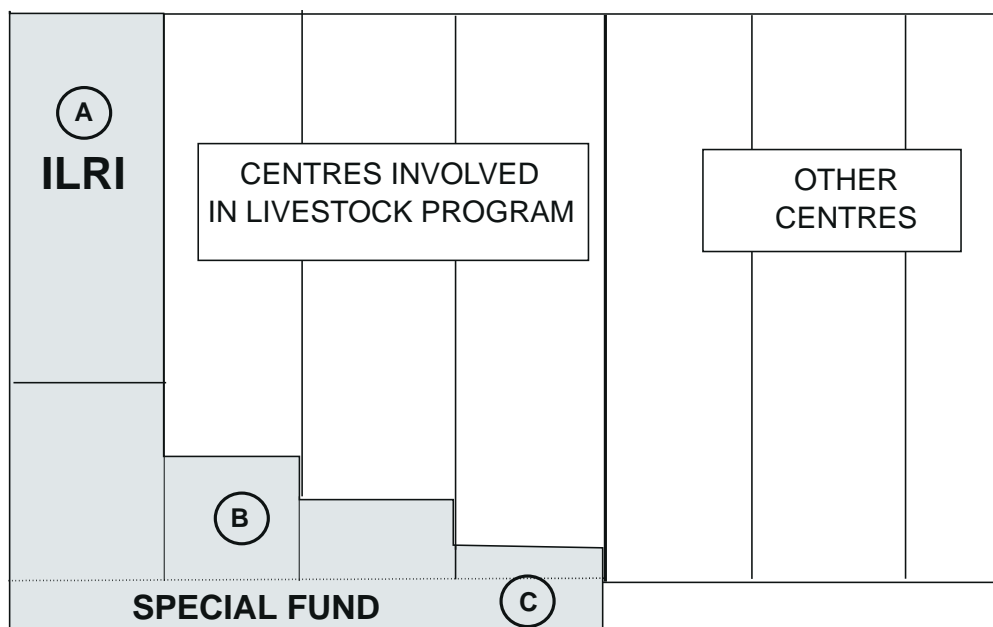 A
ILRI
CENTRES INVOLVED
IN LIVESTOCK PROGRAM
OTHER
CENTRES
B
SPECIAL FUND
C